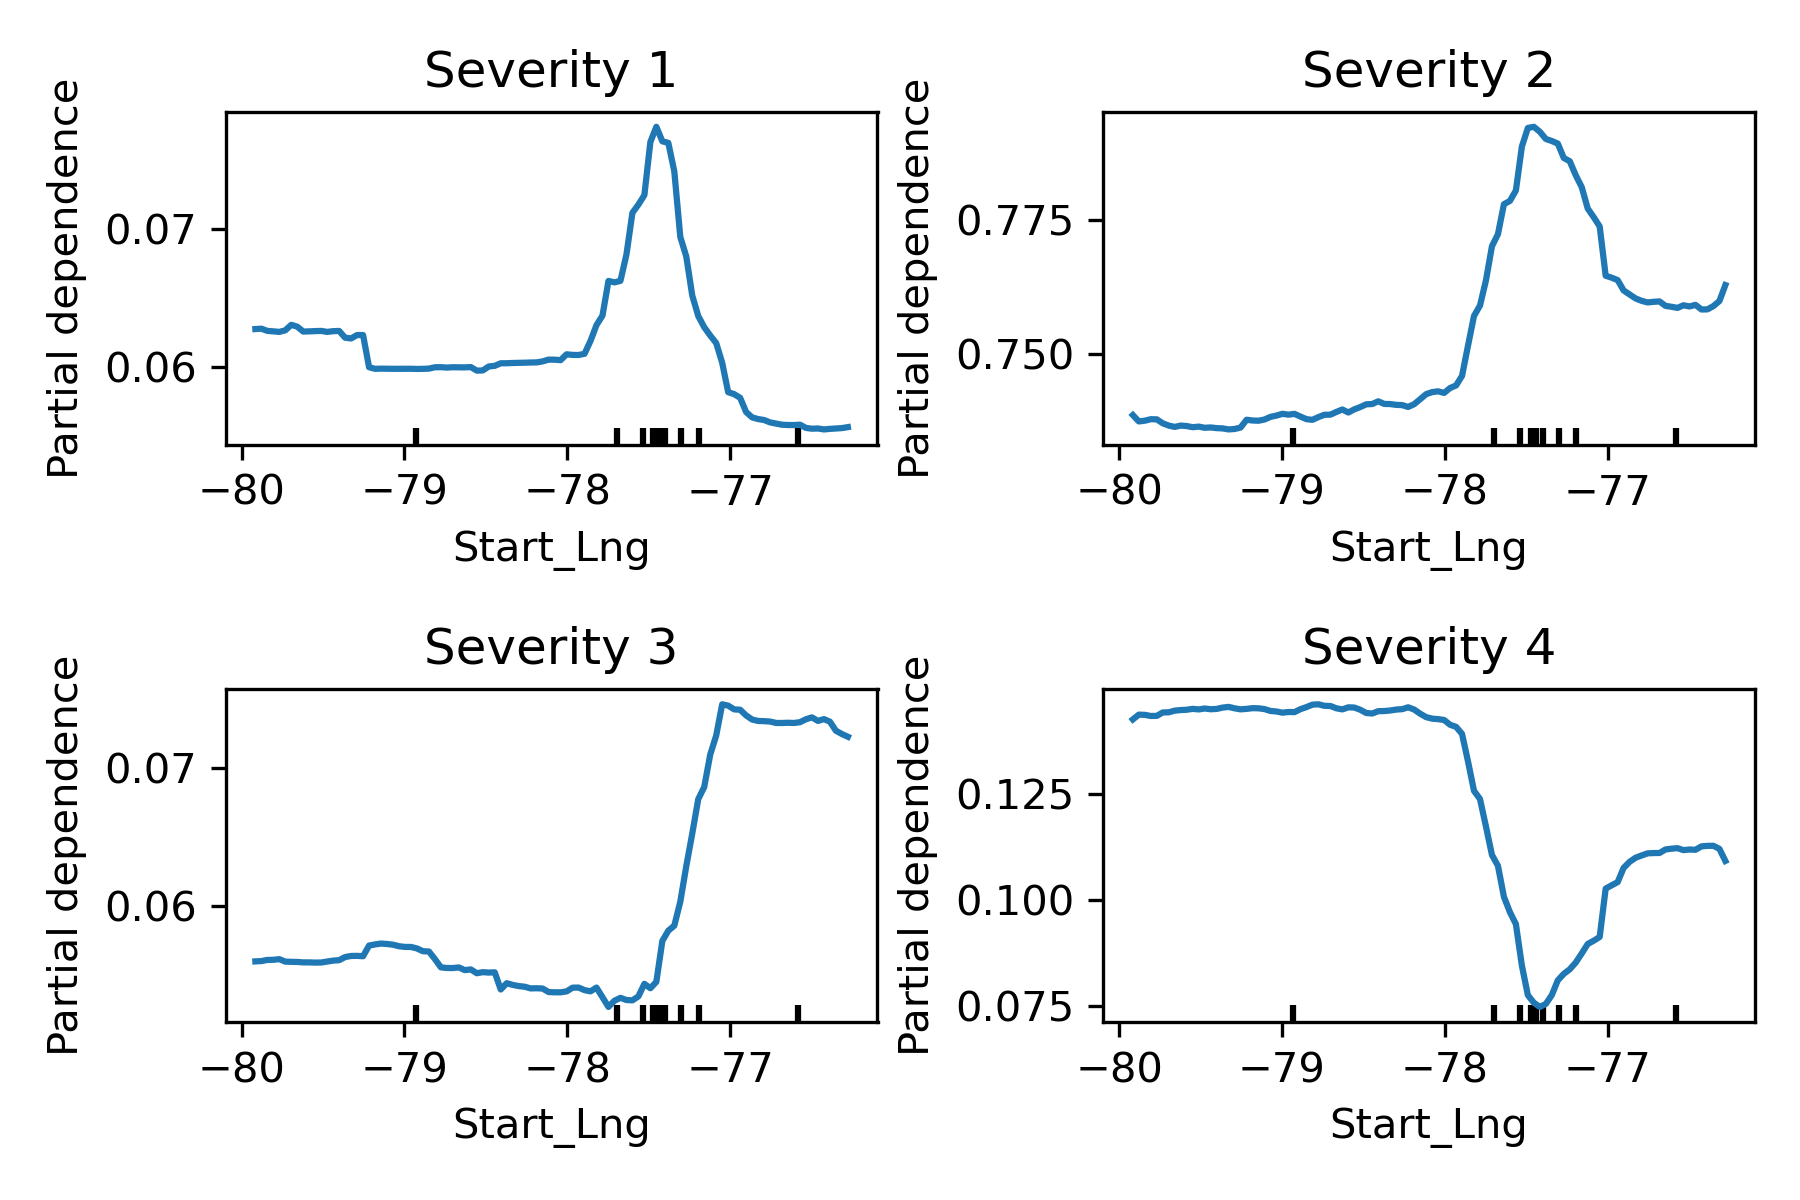 Severity 1
Partial dependence
0.07
0.06
−80 −79 −78 −77
Start_Lng
Severity 2
Partial dependence
0.775
0.750
−80 −79 −78 −77
Start_Lng
Severity 3
Partial dependence
0.07
0.06
−80 −79 −78 −77
Start_Lng
Severity 4
Partial dependence
0.125
0.100
0.075
−80 −79 −78 −77
Start_Lng